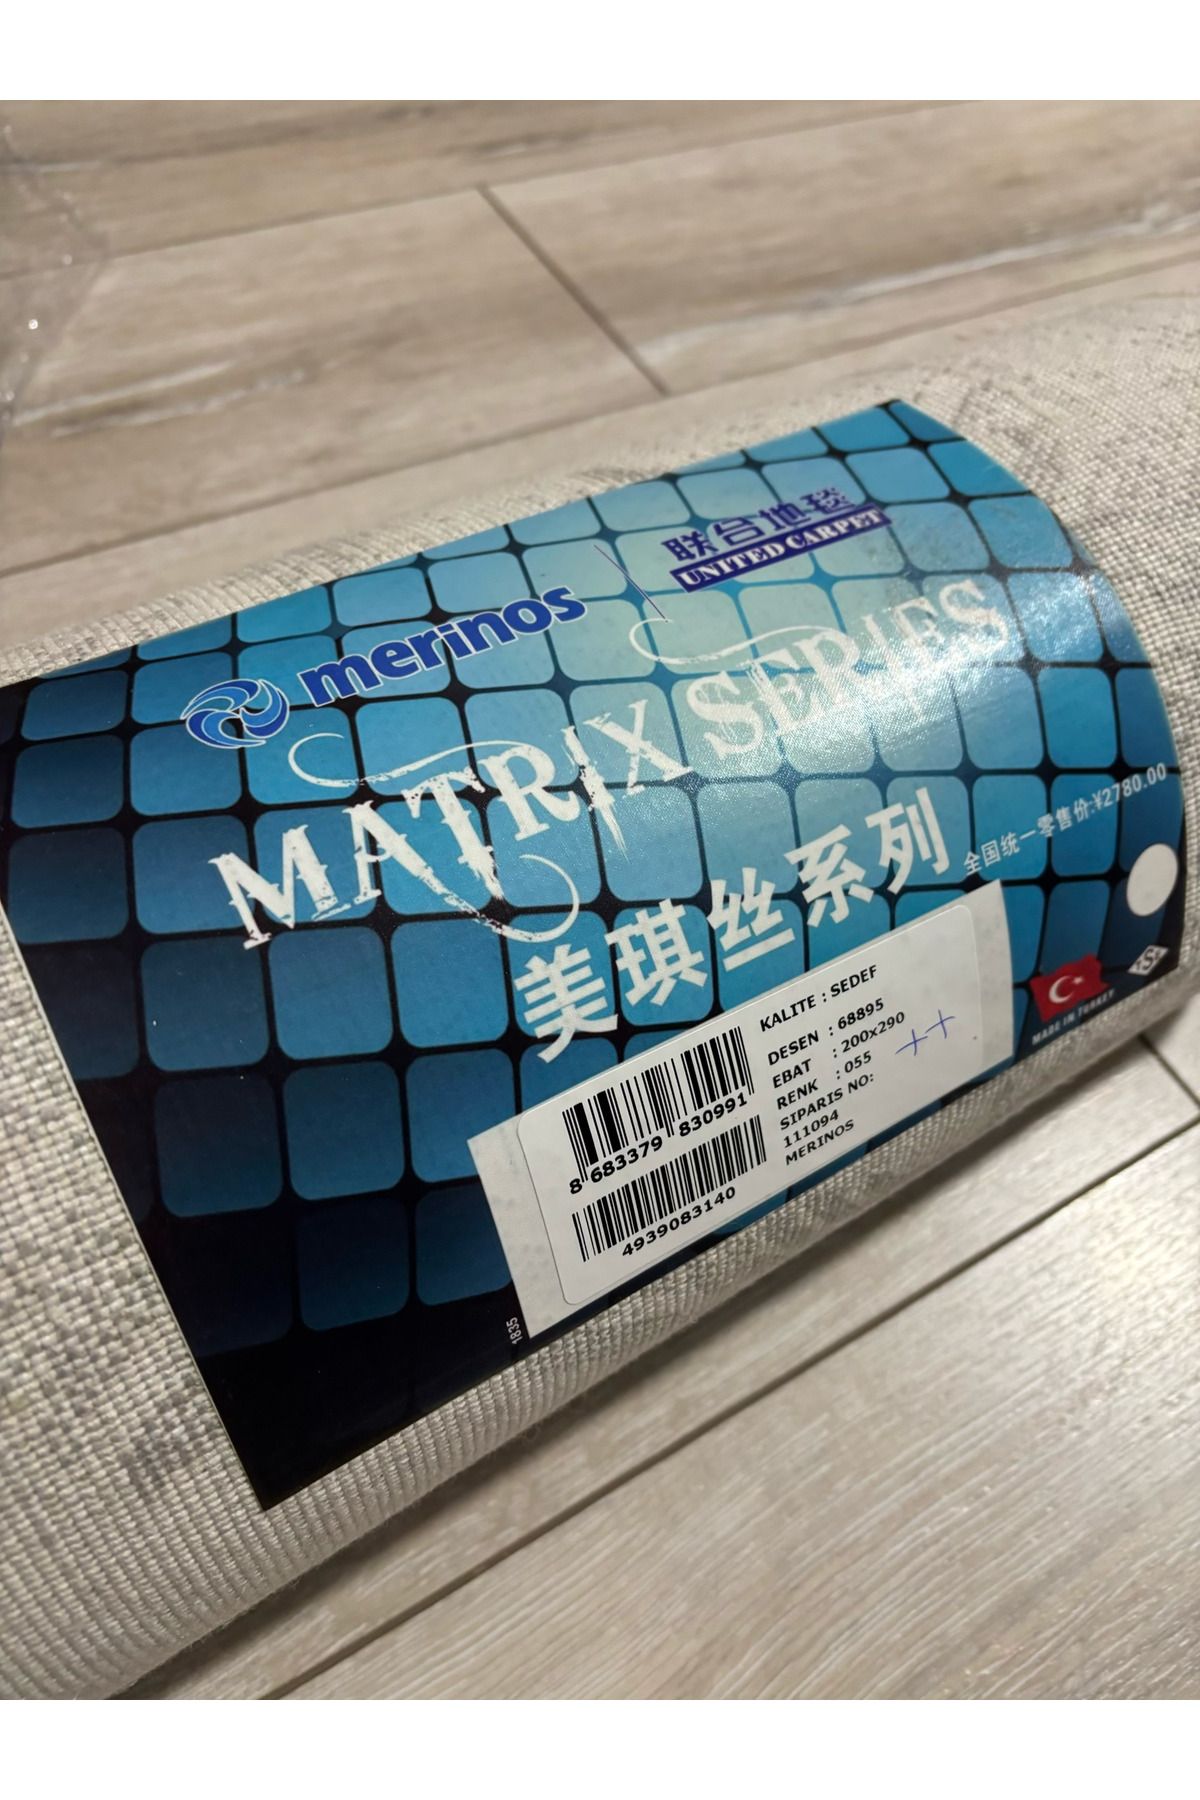 联合地毯
UNITED CARPET
merinos
MATRIX SERIES
美琪丝系列
全国统一零售价:¥2780.00
KALITE : SEDEF
DESEN : 68895
EBAT : 200x290
RENK : 055
SIPARIS NO:
111094
MERINOS
++
8 683379 830991
4939083140
MADE IN TURKEY
1835